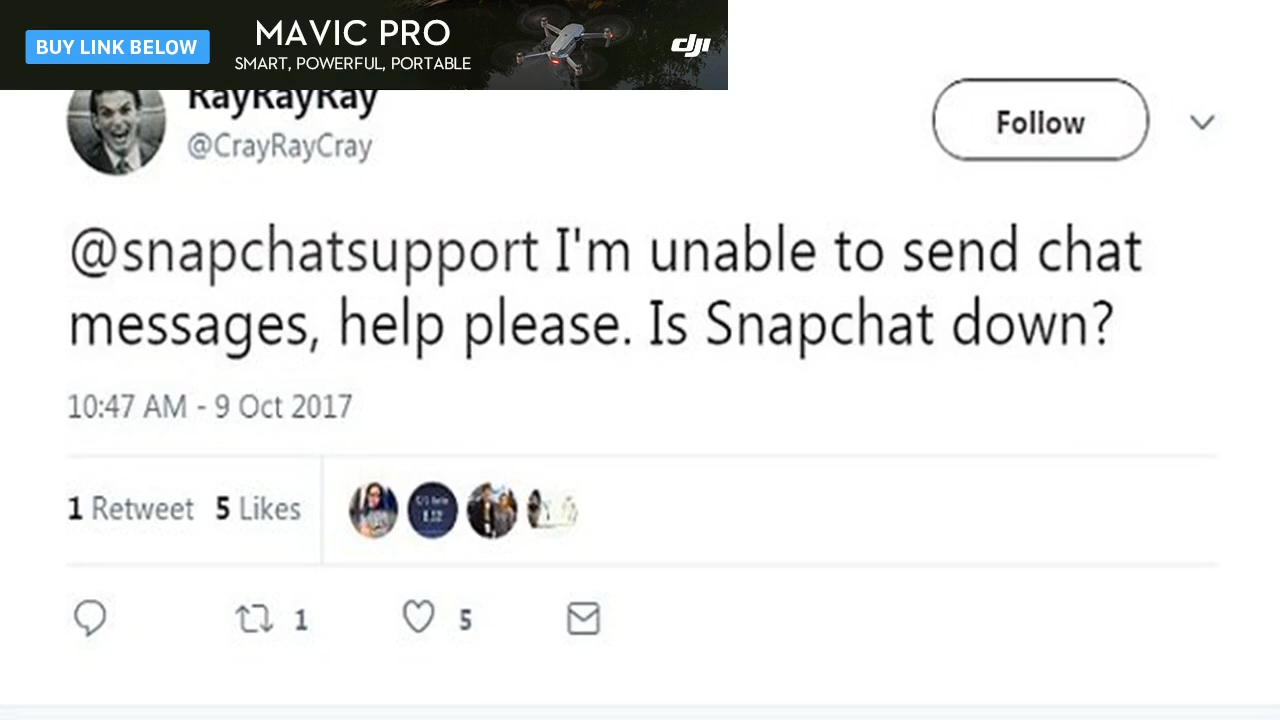 BUY LINK BELOW
MAVIC PRO
SMART, POWERFUL, PORTABLE
dji
RayRayRay
@CrayRayCray
Follow
@snapchatsupport I'm unable to send chat
messages, help please. Is Snapchat down?
10:47 AM - 9 Oct 2017
1 Retweet 5 Likes
1 5